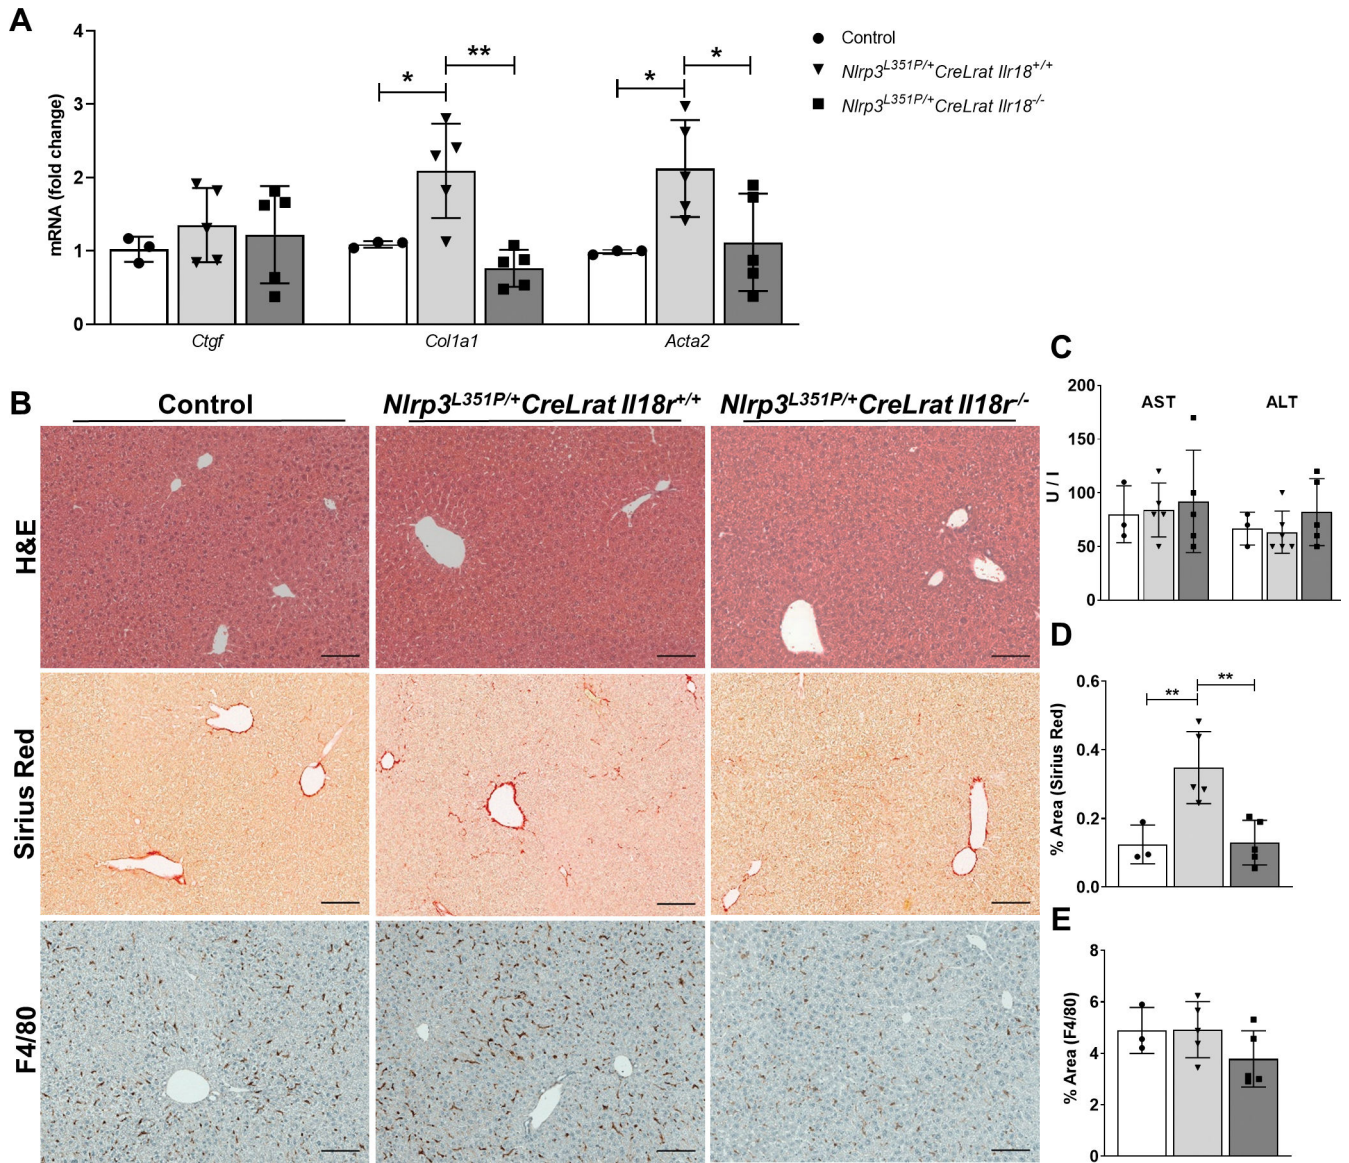 A
4
3
2
1
0
mRNA (fold change)
*
**
*
*
Ctgf
Col1a1
Acta2
Control
Nlrp3L351P/+CreLrat Ilr18+/+
Nlrp3L351P/+CreLrat Ilr18-/-
B
Control
Nlrp3L351P/+CreLrat Il18r+/+
Nlrp3L351P/+CreLrat Il18r-/-
H&E
Sirius Red
F4/80
C
200
150
100
50
0
U / l
AST
ALT
D
0.6
0.4
0.2
0.0
% Area (Sirius Red)
**
**
E
8
6
4
2
0
% Area (F4/80)